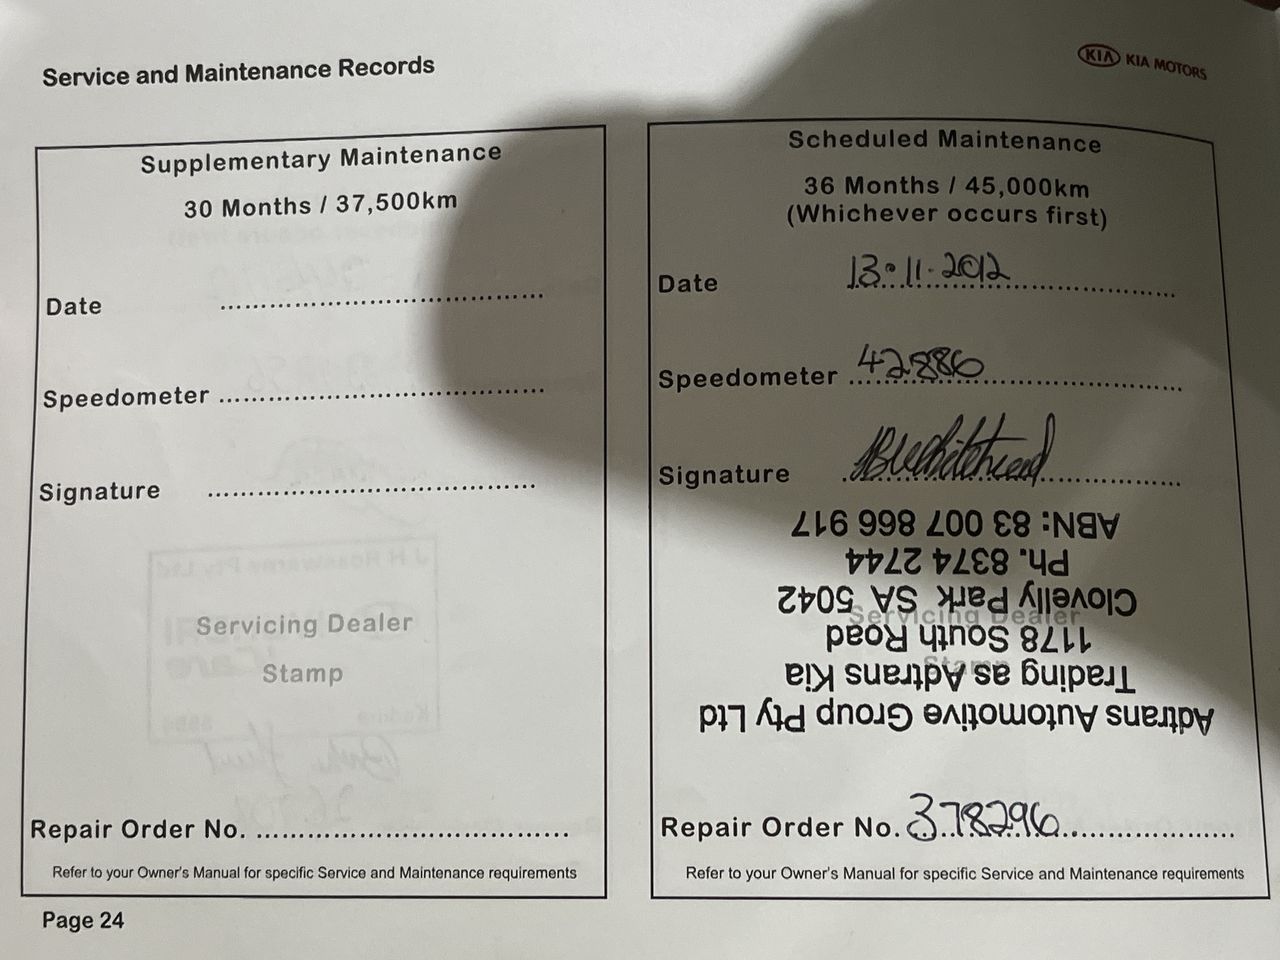 Service and Maintenance Records
KIA KIA MOTORS
Supplementary Maintenance
30 Months / 37,500km
Date
Speedometer
Signature
Servicing Dealer
Stamp
Repair Order No.
Refer to your Owner's Manual for specific Service and Maintenance requirements
Page 24
Scheduled Maintenance
36 Months / 45,000km
(Whichever occurs first)
Date 13·11·2012
Speedometer 42886
Signature
Servicing Dealer
Stamp
Adtrans Automotive Group Pty Ltd
Trading as Adtrans Kia
1178 South Road
Clovelly Park SA 5042
Ph. 8374 2744
ABN: 83 007 866 917
Repair Order No. 378296
Refer to your Owner's Manual for specific Service and Maintenance requirements